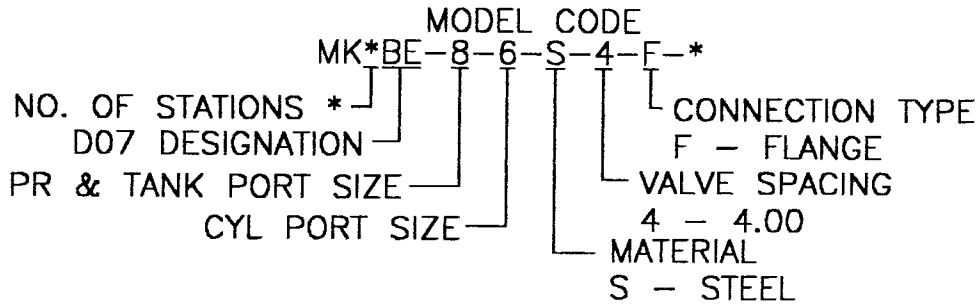 MODEL CODE
MK*BE-8-6-S-4-F-*
NO. OF STATIONS *
D07 DESIGNATION
PR & TANK PORT SIZE
CYL PORT SIZE
CONNECTION TYPE
F - FLANGE
VALVE SPACING
4 - 4.00
MATERIAL
S - STEEL